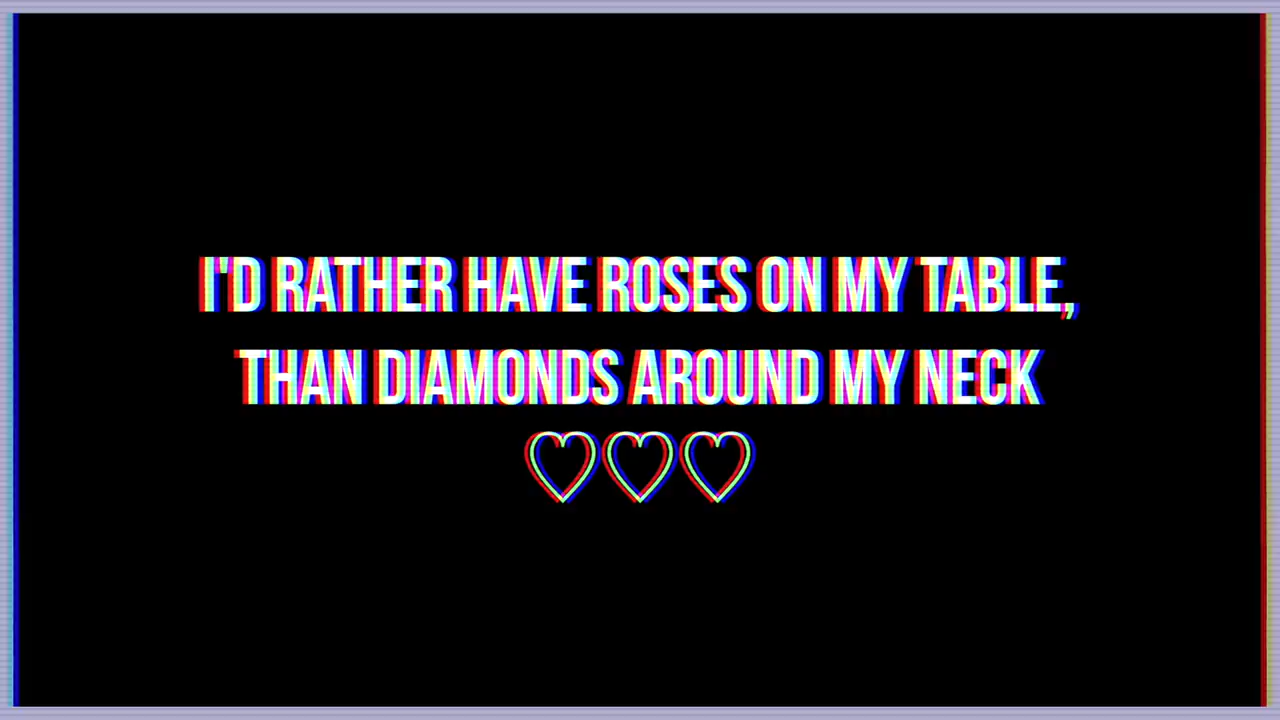 I'D RATHER HAVE ROSES ON MY TABLE,
THAN DIAMONDS AROUND MY NECK
♡♡♡